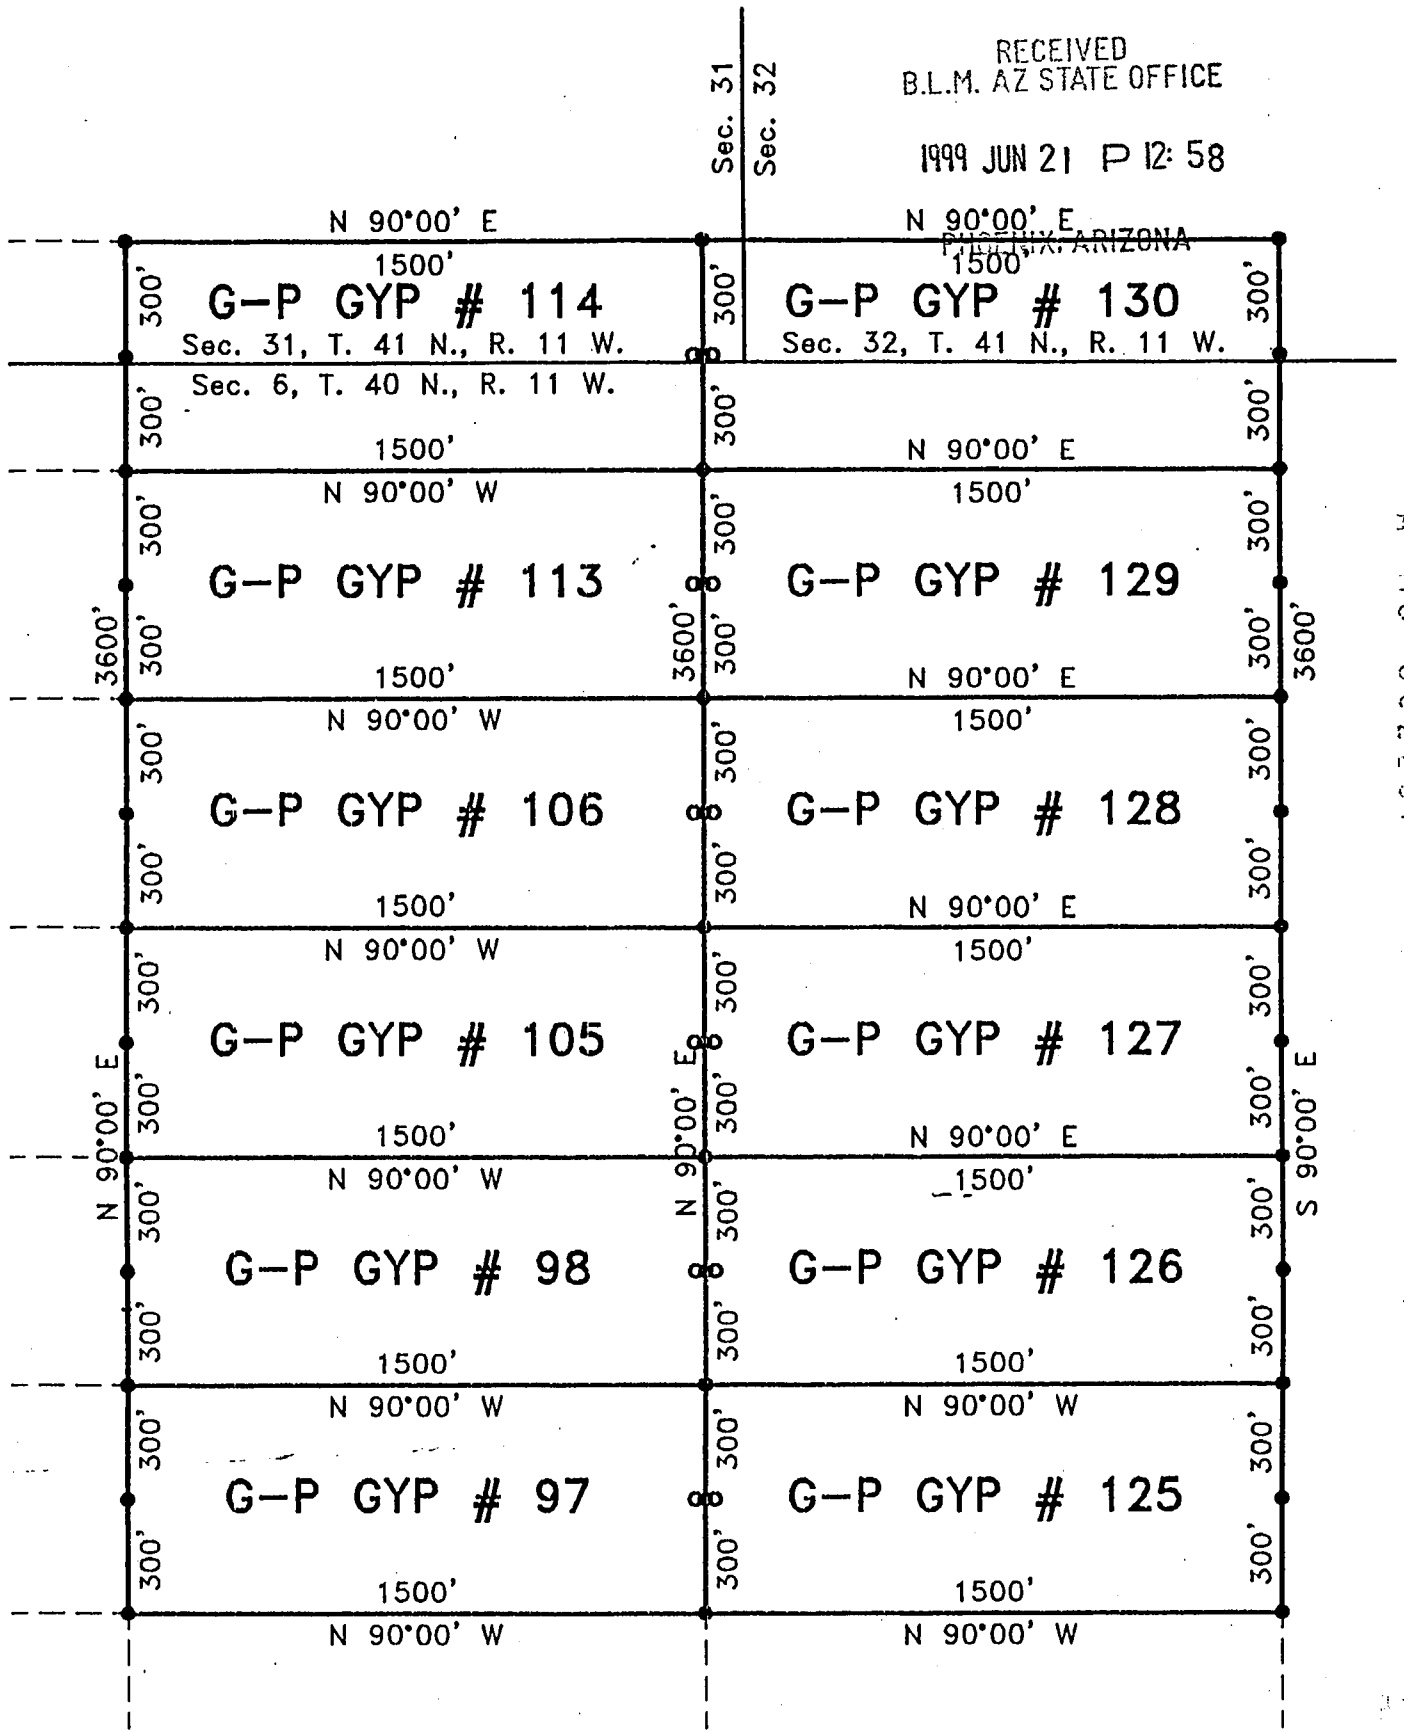 Sec. 31
Sec. 32
RECEIVED
B.L.M. AZ STATE OFFICE
1999 JUN 21 P 12: 58
PHOENIX, ARIZONA
N 90°00' E
N 90°00' E
1500'
1500'
300'
300'
300'
G-P GYP # 114
G-P GYP # 130
Sec. 31, T. 41 N., R. 11 W.
Sec. 32, T. 41 N., R. 11 W.
Sec. 6, T. 40 N., R. 11 W.
300'
300'
300'
1500'
N 90°00' E
N 90°00' W
1500'
300'
300'
300'
G-P GYP # 113
G-P GYP # 129
3600'
300'
3600'
300'
300'
3600'
1500'
N 90°00' E
N 90°00' W
1500'
300'
300'
300'
G-P GYP # 106
G-P GYP # 128
300'
300'
300'
1500'
N 90°00' E
N 90°00' W
1500'
300'
300'
300'
G-P GYP # 105
G-P GYP # 127
N 90°00' E
300'
N 90°00' E
300'
300'
S 90°00' E
1500'
N 90°00' E
N 90°00' W
1500'
300'
300'
300'
G-P GYP # 98
G-P GYP # 126
300'
300'
300'
1500'
1500'
N 90°00' W
N 90°00' W
300'
300'
300'
G-P GYP # 97
G-P GYP # 125
300'
300'
300'
1500'
1500'
N 90°00' W
N 90°00' W